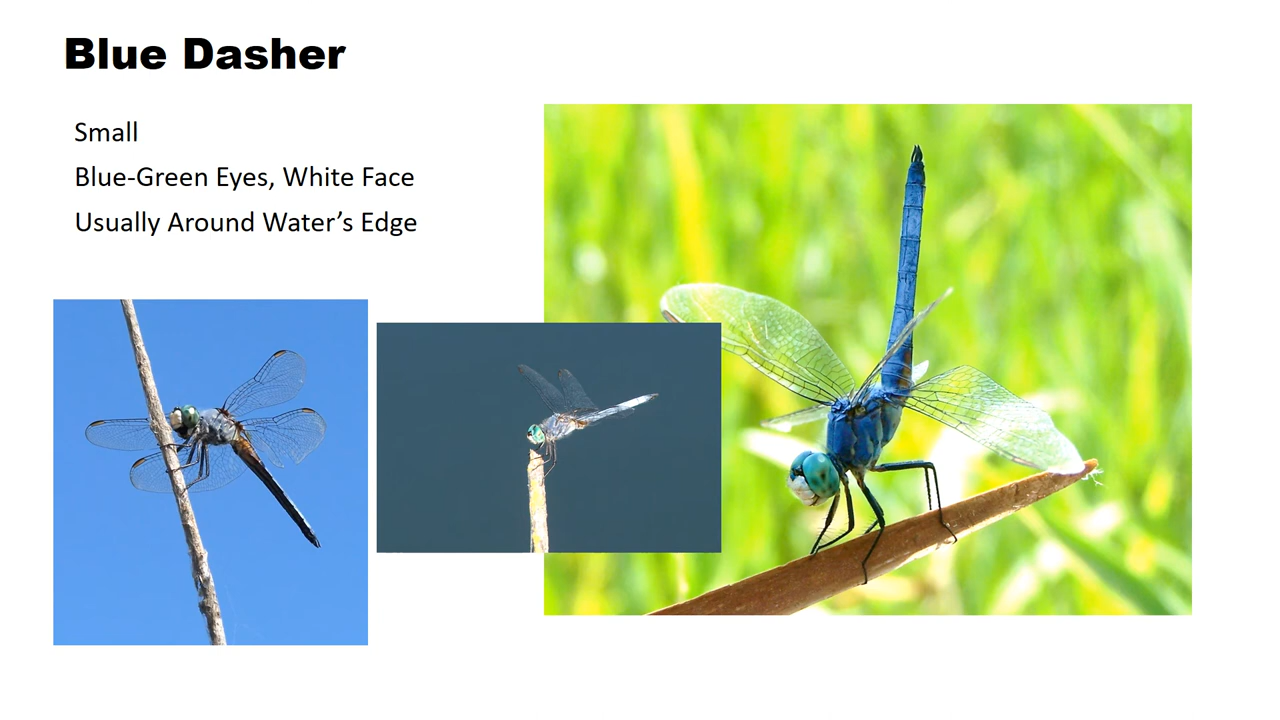 Blue Dasher
Small
Blue-Green Eyes, White Face
Usually Around Water’s Edge